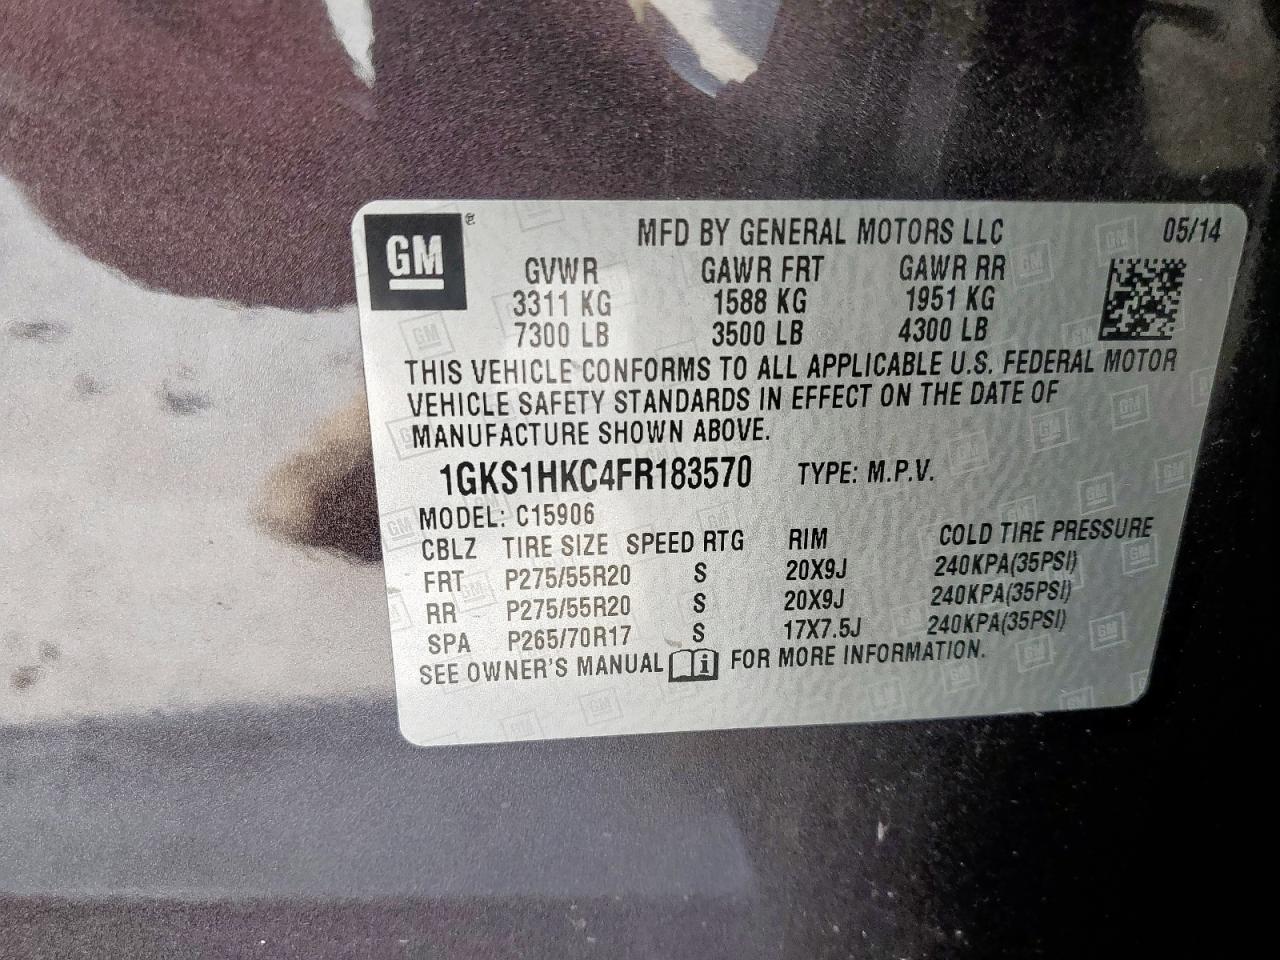 GM ®
MFD BY GENERAL MOTORS LLC 05/14
GVWR GAWR FRT GAWR RR
3311 KG 1588 KG 1951 KG
7300 LB 3500 LB 4300 LB
THIS VEHICLE CONFORMS TO ALL APPLICABLE U.S. FEDERAL MOTOR
VEHICLE SAFETY STANDARDS IN EFFECT ON THE DATE OF
MANUFACTURE SHOWN ABOVE.
1GKS1HKC4FR183570 TYPE: M.P.V.
MODEL: C15906
CBLZ TIRE SIZE SPEED RTG RIM COLD TIRE PRESSURE
FRT P275/55R20 S 20X9J 240KPA(35PSI)
RR P275/55R20 S 20X9J 240KPA(35PSI)
SPA P265/70R17 S 17X7.5J 240KPA(35PSI)
SEE OWNER'S MANUAL i FOR MORE INFORMATION.